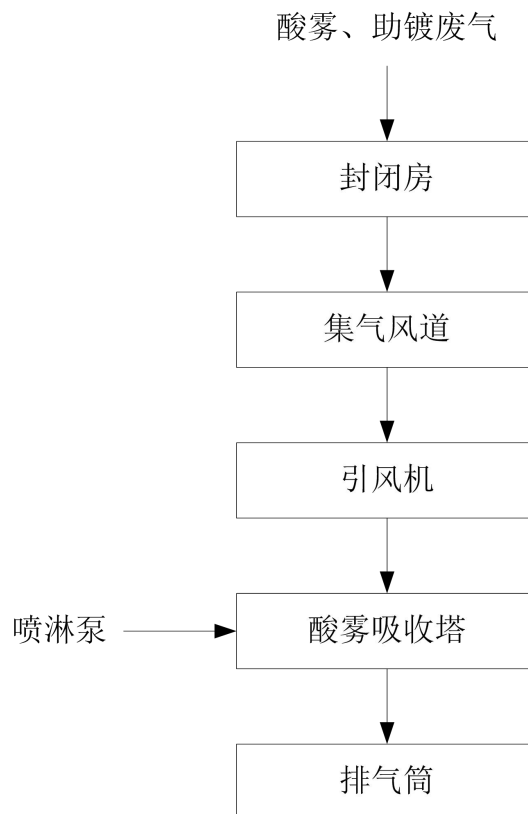 酸雾、助镀废气
封闭房
集气风道
引风机
喷淋泵
酸雾吸收塔
排气筒